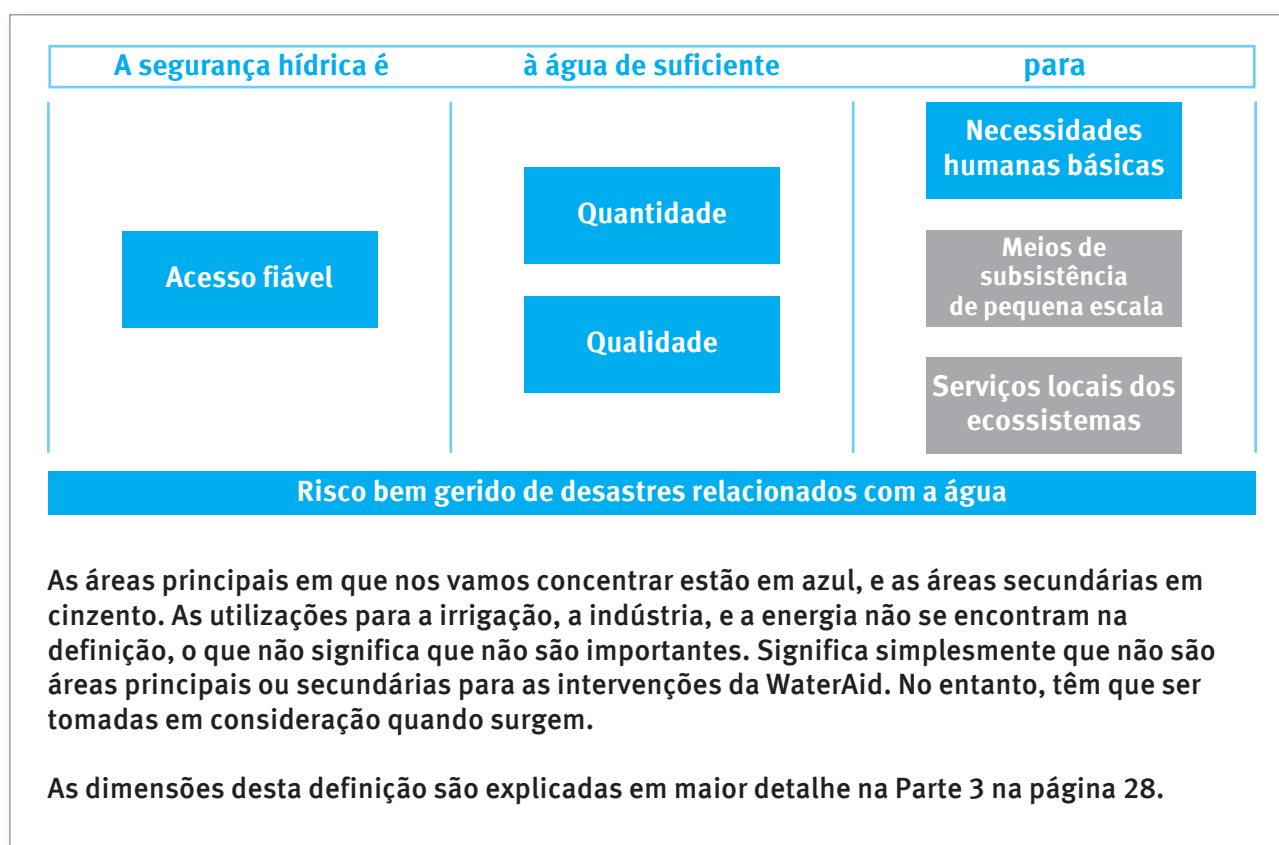 A segurança hídrica é
à água de suficiente
para
Acesso fiável
Quantidade
Qualidade
Necessidades
humanas básicas
Meios de
subsistência
de pequena escala
Serviços locais dos
ecossistemas
Risco bem gerido de desastres relacionados com a água
As áreas principais em que nos vamos concentrar estão em azul, e as áreas secundárias em
cinzento. As utilizações para a irrigação, a indústria, e a energia não se encontram na
definição, o que não significa que não são importantes. Significa simplesmente que não são
áreas principais ou secundárias para as intervenções da WaterAid. No entanto, têm que ser
tomadas em consideração quando surgem.
As dimensões desta definição são explicadas em maior detalhe na Parte 3 na página 28.